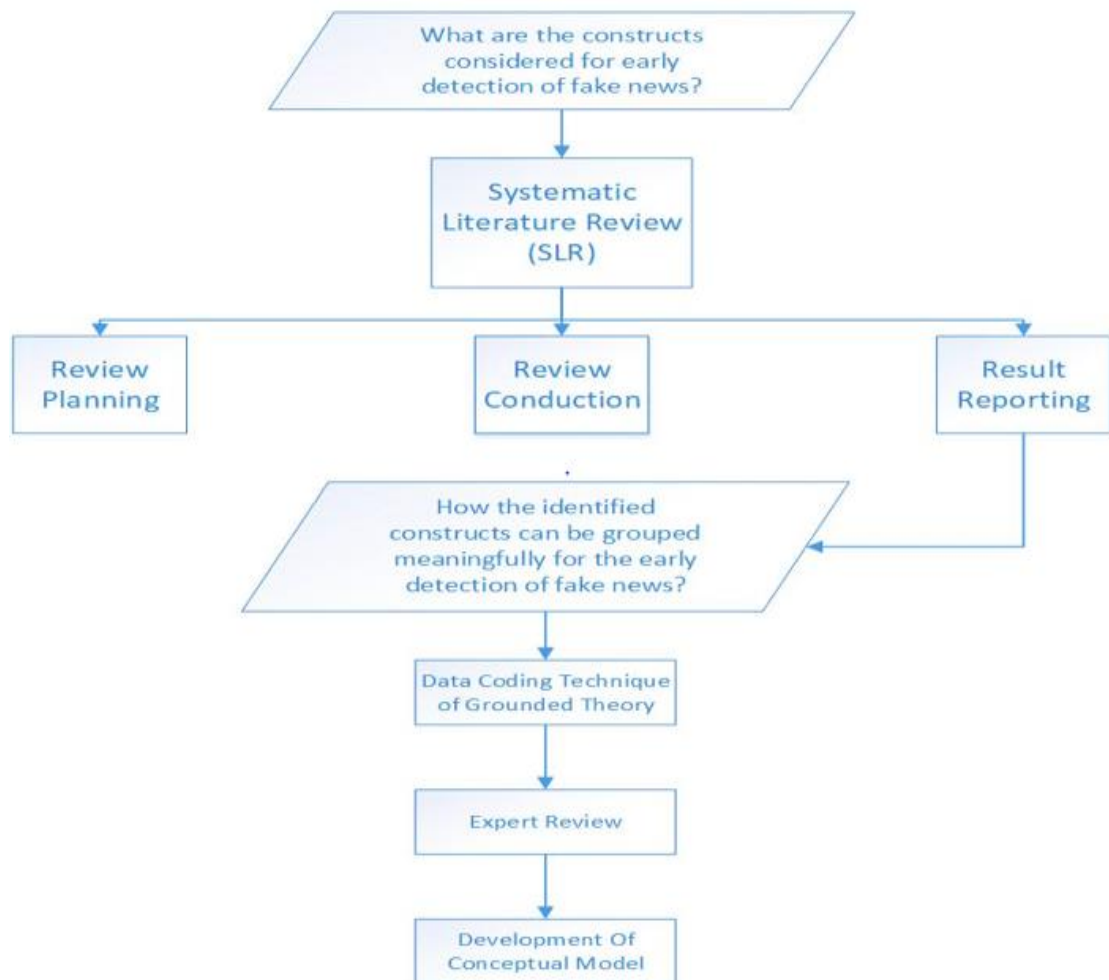 What are the constructs
considered for early
detection of fake news?
Systematic
Literature Review
(SLR)
Review
Planning
Review
Conduction
Result
Reporting
How the identified
constructs can be grouped
meaningfully for the early
detection of fake news?
Data Coding Technique
of Grounded Theory
Expert Review
Development Of
Conceptual Model